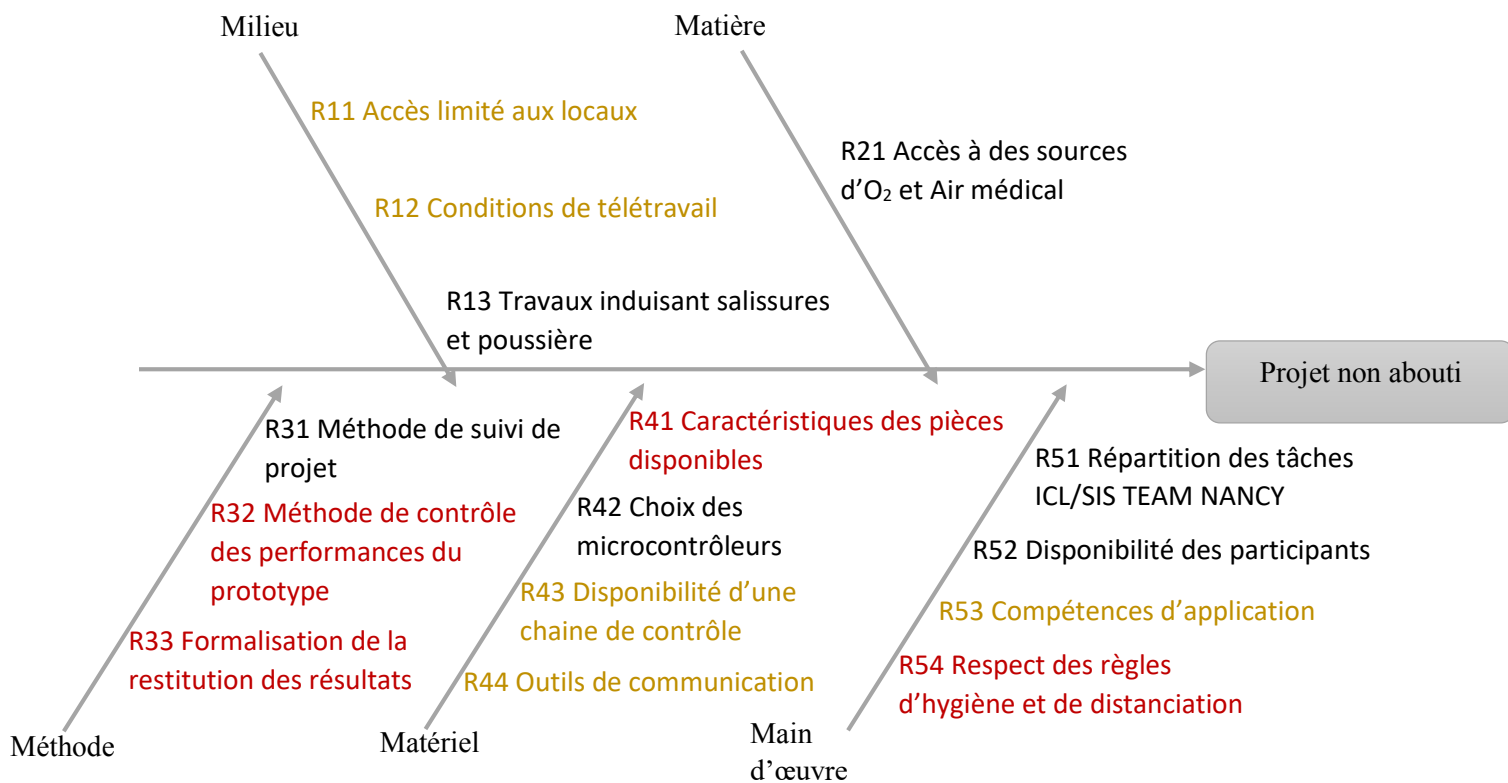 Milieu
Matière
R11 Accès limité aux locaux
R12 Conditions de télétravail
R13 Travaux induisant salissures
et poussière
R21 Accès à des sources
d'O₂ et Air médical
Projet non abouti
R31 Méthode de suivi de
projet
R32 Méthode de contrôle
des performances du
prototype
R33 Formalisation de la
restitution des résultats
R41 Caractéristiques des pièces
disponibles
R42 Choix des
microcontrôleurs
R43 Disponibilité d'une
chaine de contrôle
R44 Outils de communication
R51 Répartition des tâches
ICL/SIS TEAM NANCY
R52 Disponibilité des participants
R53 Compétences d'application
R54 Respect des règles
d'hygiène et de distanciation
Méthode
Matériel
Main
d'œuvre